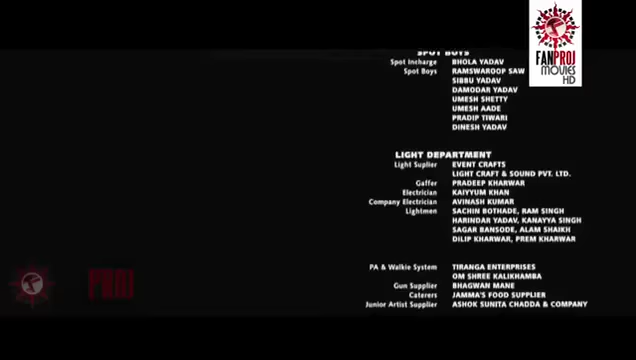 SPOT BOYS
Spot Incharge BHOLA YADAV
Spot Boys RAMSWAROOP SAW
SIBBU YADAV
DAMODAR YADAV
UMESH SHETTY
UMESH AADE
PRADIP TIWARI
DINESH YADAV
LIGHT DEPARTMENT
Light Suplier EVENT CRAFTS
LIGHT CRAFT & SOUND PVT. LTD.
Gaffer PRADEEP KHARWAR
Electrician KAIYYUM KHAN
Company Electrician AVINASH KUMAR
Lightmen SACHIN BOTHADE, RAM SINGH
HARINDAR YADAV, KANAYYA SINGH
SAGAR BANSODE, ALAM SHAIKH
DILIP KHARWAR, PREM KHARWAR
PA & Walkie System TIRANGA ENTERPRISES
OM SHREE KALIKHAMBA
Gun Supplier BHAGWAN MANE
Caterers JAMMA'S FOOD SUPPLIER
Junior Artist Supplier ASHOK SUNITA CHADDA & COMPANY
FANPROJ
MOVIES
HD